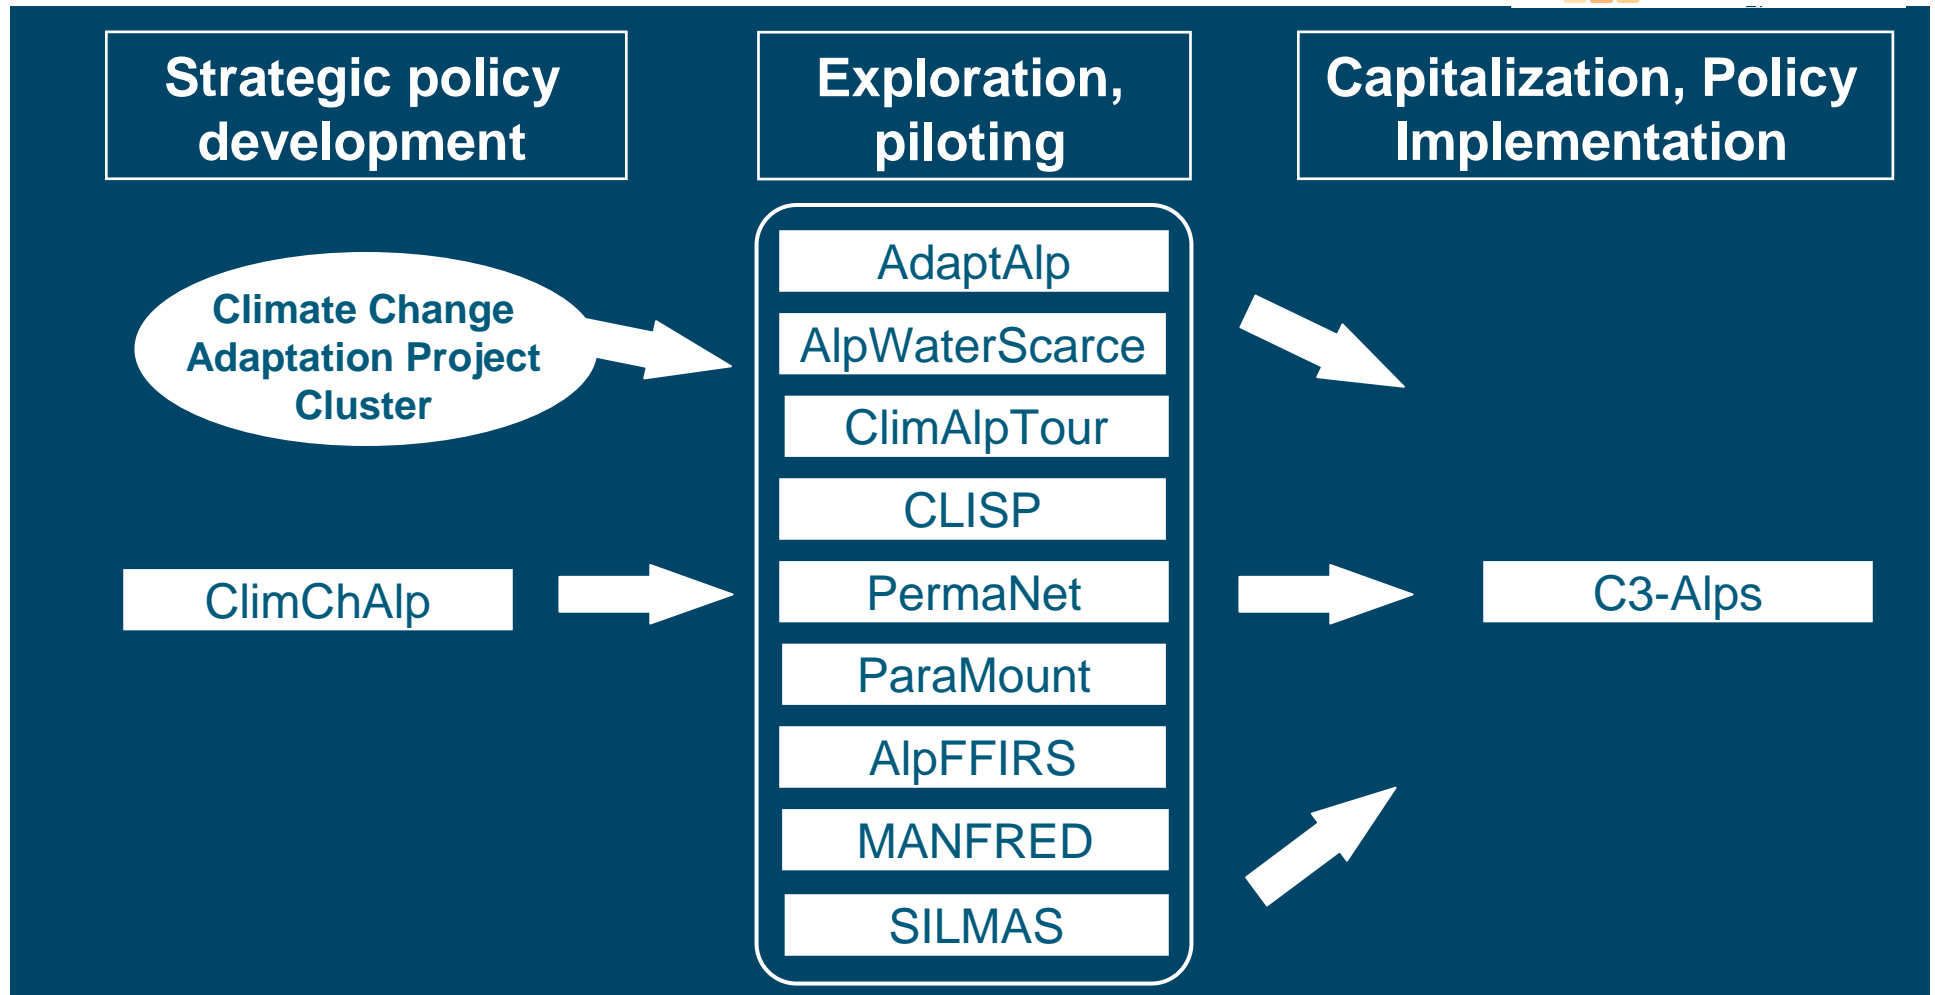 Strategic policy
development
Exploration,
piloting
Capitalization, Policy
Implementation
Climate Change
Adaptation Project
Cluster
ClimChAlp
AdaptAlp
AlpWaterScarce
ClimAlpTour
CLISP
PermaNet
ParaMount
AlpFFIRS
MANFRED
SILMAS
C3-Alps